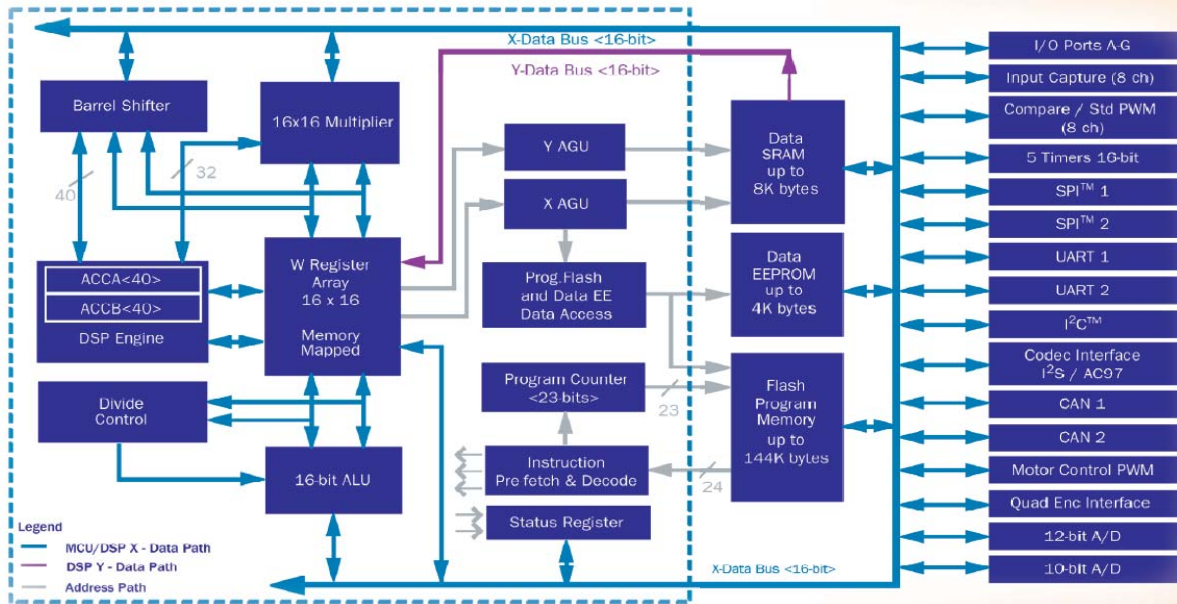 X-Data Bus <16-bit>
Y-Data Bus <16-bit>
Barrel Shifter
16x16 Multiplier
40
32
Y AGU
X AGU
Data
SRAM
up to
8K bytes
ACCA<40>
ACCB<40>
DSP Engine
W Register
Array
16 x 16
Memory
Mapped
Prog.Flash
and Data EE
Data Access
Data
EEPROM
up to
4K bytes
Divide
Control
Program Counter
<23-bits>
23
Flash
Program
Memory
up to
144K bytes
16-bit ALU
Instruction
Prefetch & Decode
24
Status Register
X-Data Bus <16-bit>
Legend
MCU/DSP X - Data Path
DSP Y - Data Path
Address Path
I/O Ports A-G
Input Capture (8 ch)
Compare / Std PWM
(8 ch)
5 Timers 16-bit
SPI™ 1
SPI™ 2
UART 1
UART 2
I²C™
Codec Interface
I²S / AC97
CAN 1
CAN 2
Motor Control PWM
Quad Enc Interface
12-bit A/D
10-bit A/D